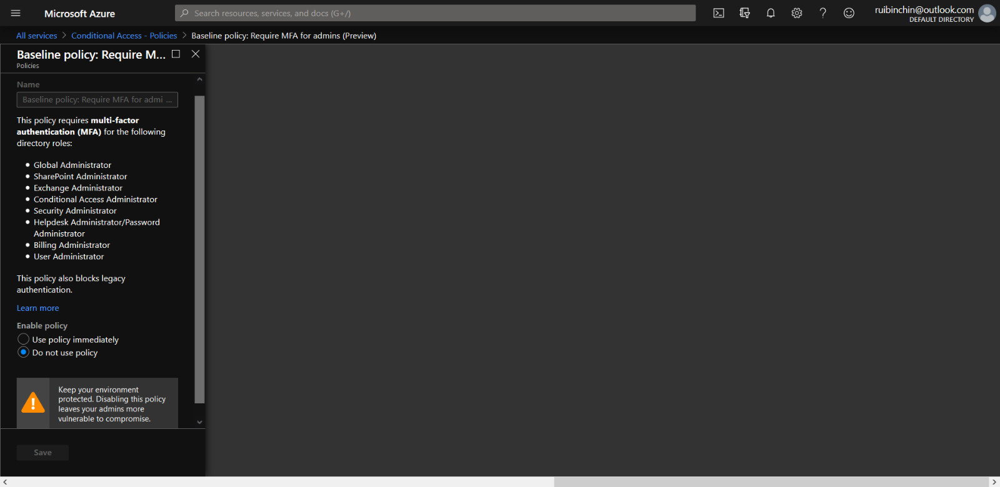 Microsoft Azure
Search resources, services, and docs (G+/)
ruibinchin@outlook.com
DEFAULT DIRECTORY
All services > Conditional Access - Policies > Baseline policy: Require MFA for admins (Preview)
Baseline policy: Require M...
Policies
Name
Baseline policy: Require MFA for admi ...
This policy requires multi-factor
authentication (MFA) for the following
directory roles:
Global Administrator
SharePoint Administrator
Exchange Administrator
Conditional Access Administrator
Security Administrator
Helpdesk Administrator/Password
Administrator
Billing Administrator
User Administrator
This policy also blocks legacy
authentication.
Learn more
Enable policy
Use policy immediately
Do not use policy
Keep your environment
protected. Disabling this policy
leaves your admins more
vulnerable to compromise.
Save